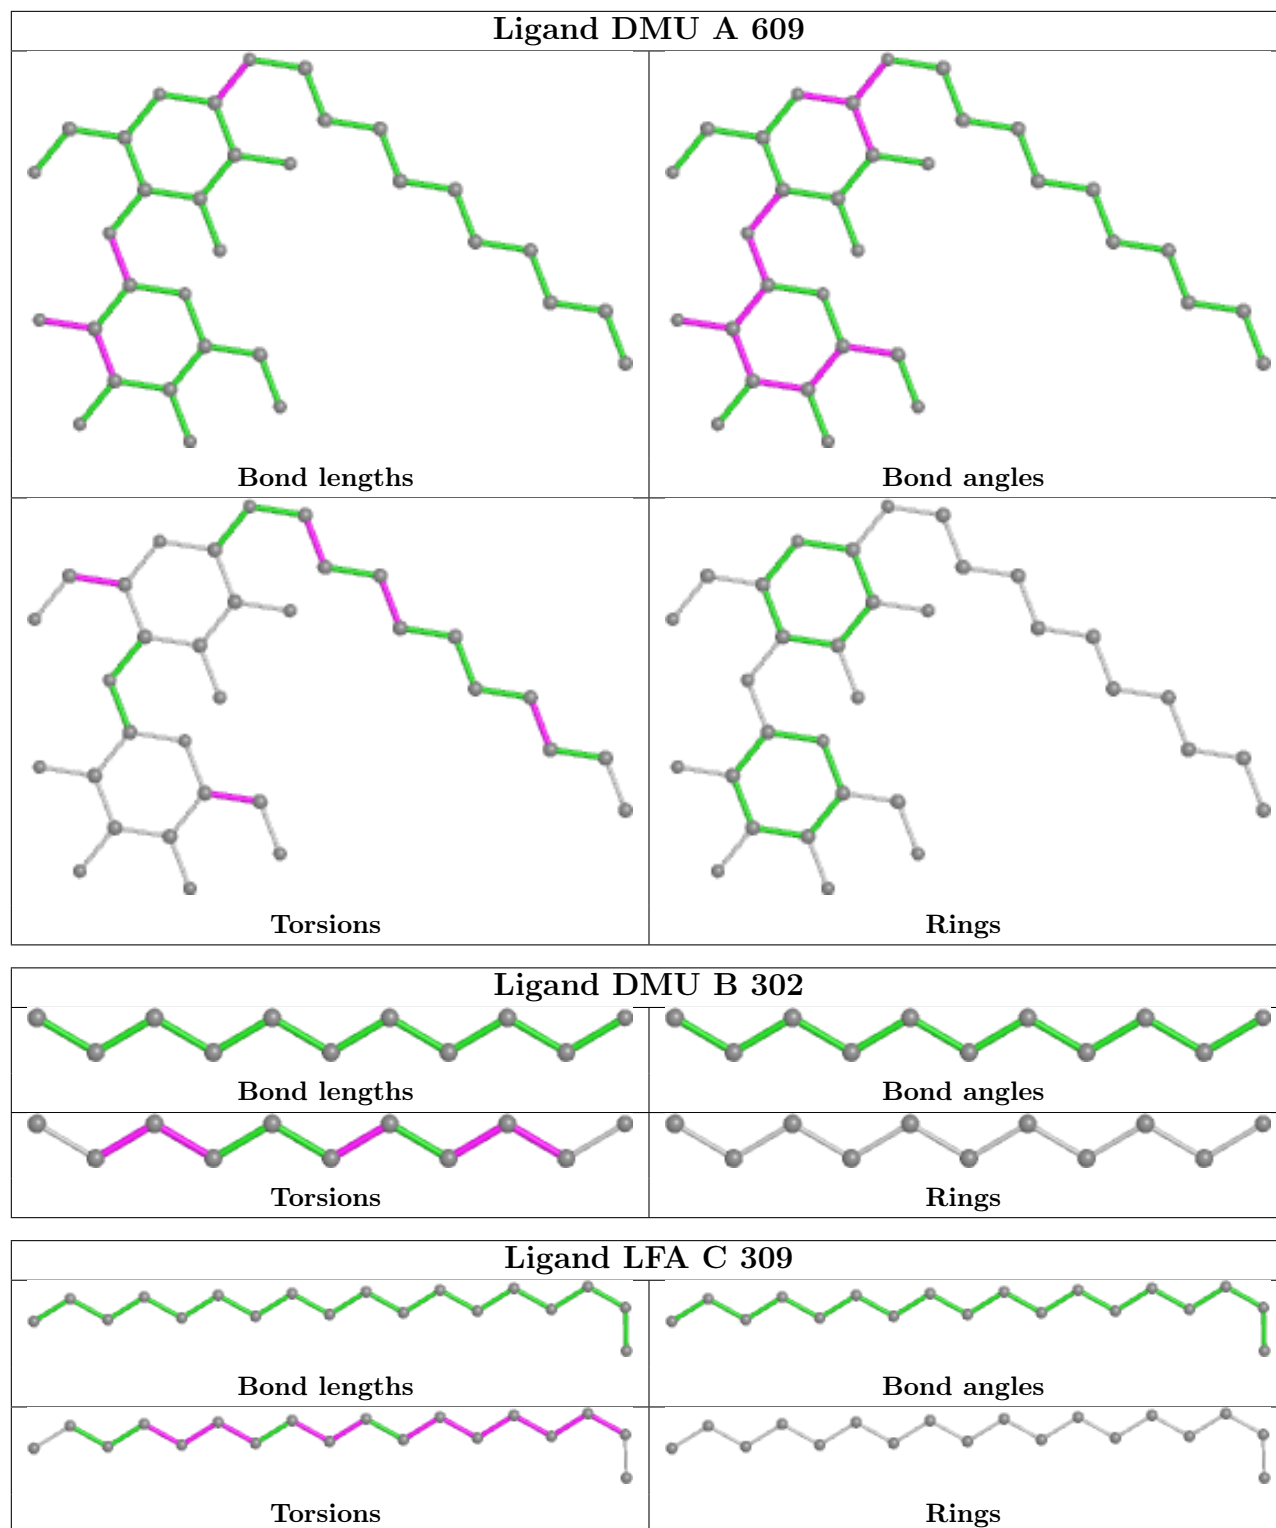 Ligand DMU A 609
Bond lengths
Bond angles
Torsions
Rings
Ligand DMU B 302
Bond lengths
Bond angles
Torsions
Rings
Ligand LFA C 309
Bond lengths
Bond angles
Torsions
Rings